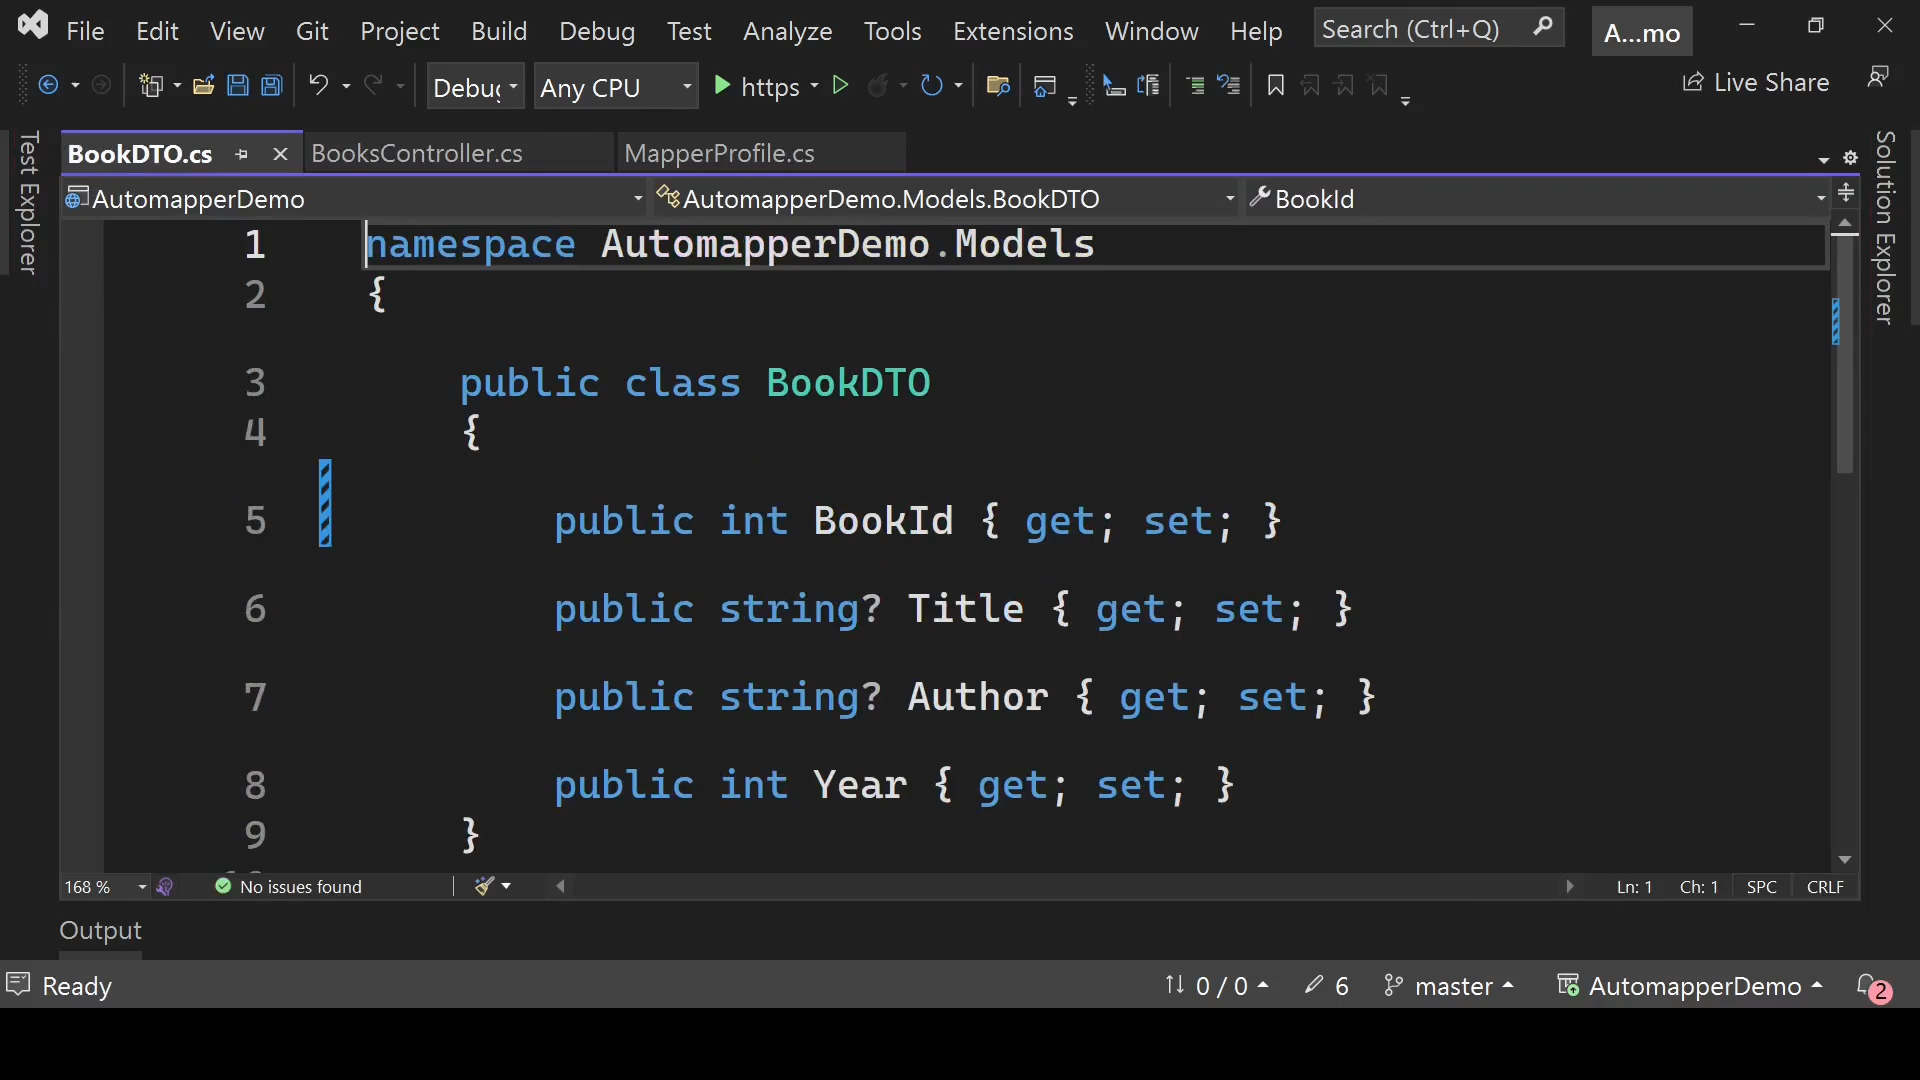 File Edit View Git Project Build Debug Test Analyze Tools Extensions Window Help Search (Ctrl+Q) A...mo
Any CPU https Live Share
Test Explorer
BookDTO.cs BooksController.cs MapperProfile.cs
Solution Explorer
AutomapperDemo AutomapperDemo.Models.BookDTO BookId
1 namespace AutomapperDemo.Models
2 {
3 public class BookDTO
4 {
5 public int BookId { get; set; }
6 public string? Title { get; set; }
7 public string? Author { get; set; }
8 public int Year { get; set; }
9 }
168 % No issues found Ln: 1 Ch: 1 SPC CRLF
Output
Ready 0 / 0 6 master AutomapperDemo 2